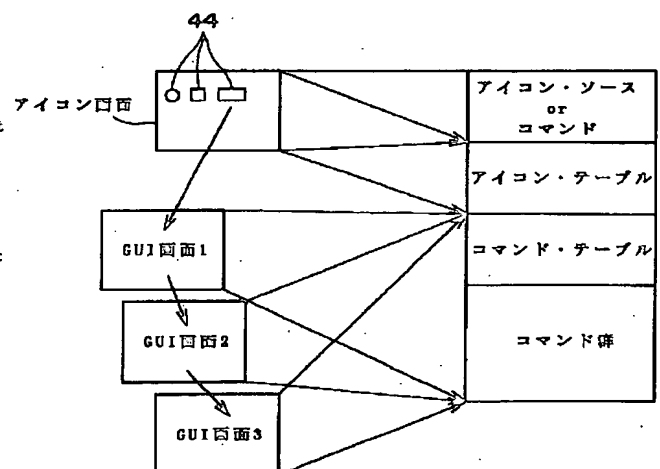 44
アイコン画面
アイコン・ソース
or
コマンド
アイコン・テーブル
GUI画面1
コマンド・テーブル
GUI画面2
コマンド群
GUI画面3